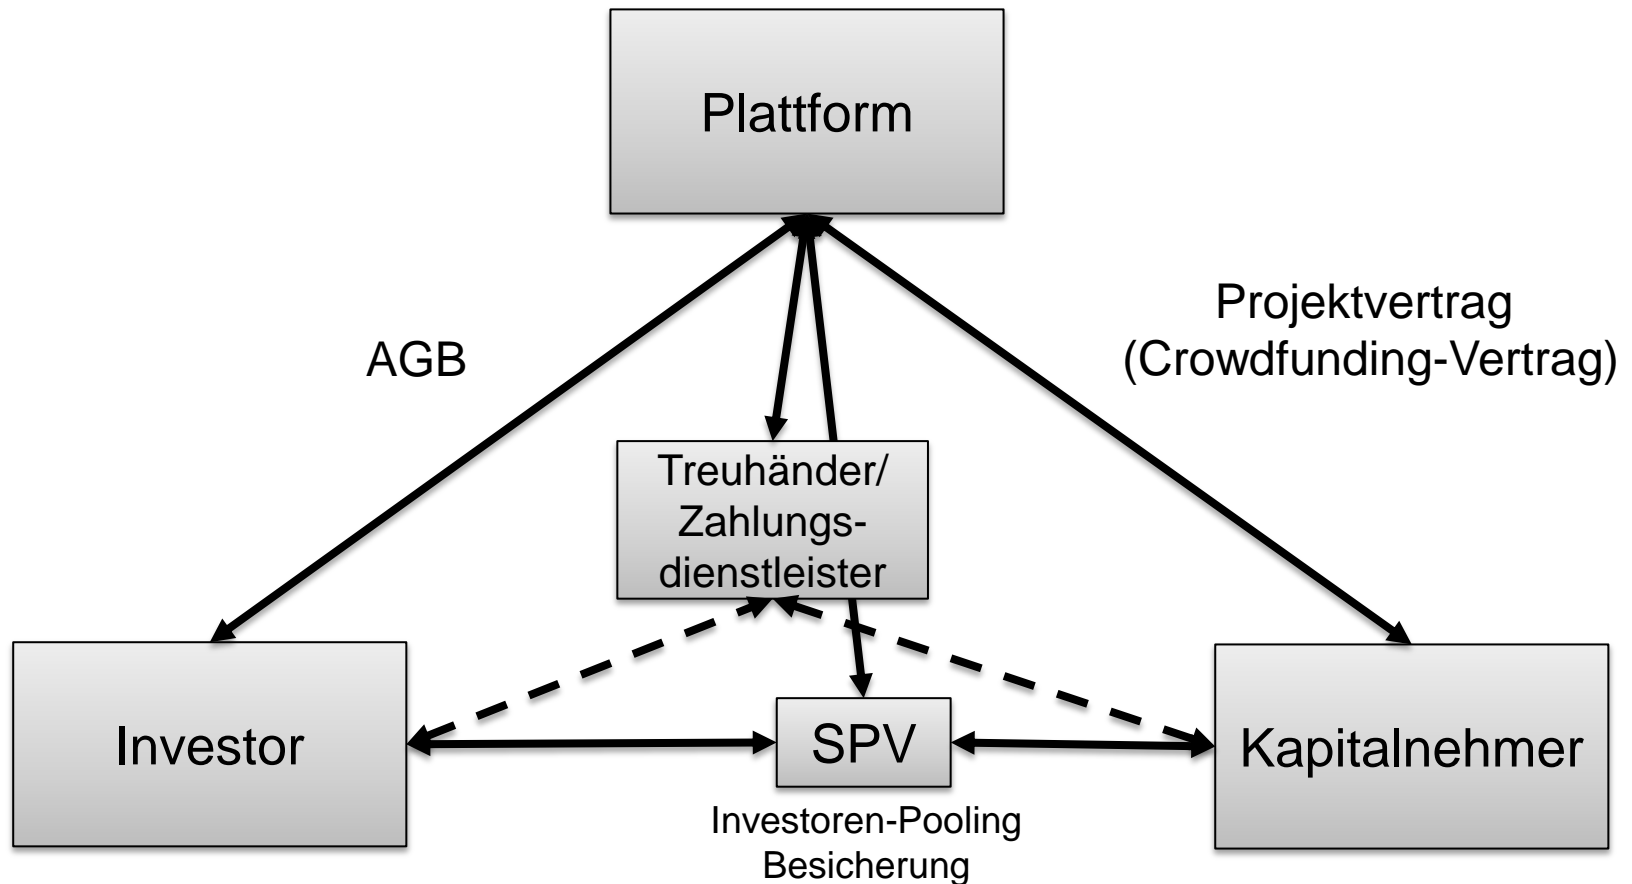 Plattform
Projektvertrag
(Crowdfunding-Vertrag)
AGB
Treuhänder/
Zahlungs-
dienstleister
Investor
SPV
Kapitalnehmer
Investoren-Pooling
Besicherung